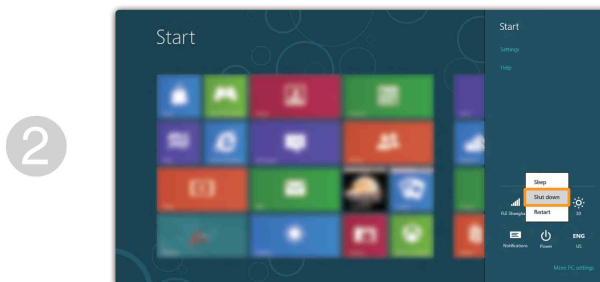 2
Start
Start
Settings
Help
Sleep
Shut down
Restart
Notifications
Power
ENG
US
More PC settings